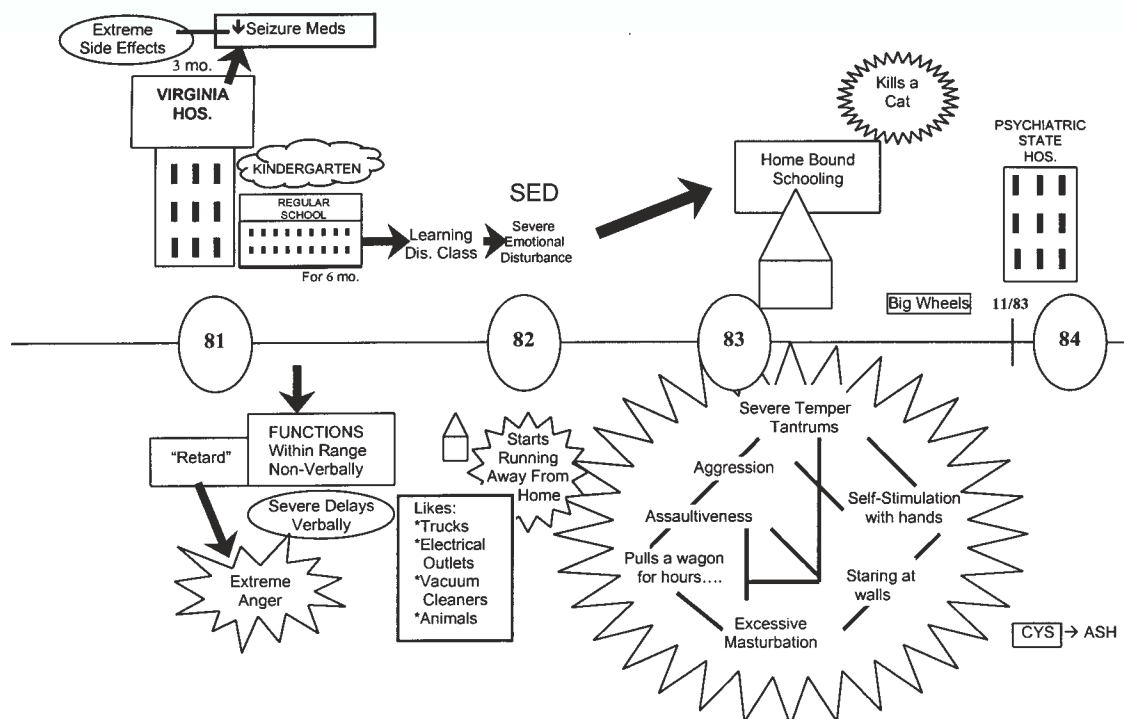 Extreme
Side Effects
↓Seizure Meds
3 mo.
VIRGINIA
HOS.
KINDERGARTEN
REGULAR
SCHOOL
For 6 mo.
Learning
Dis. Class
SED
Severe
Emotional
Disturbance
Home Bound
Schooling
Kills a
Cat
PSYCHIATRIC
STATE
HOS.
Big Wheels
11/83
81
82
83
84
"Retard"
FUNCTIONS
Within Range
Non-Verbally
Severe Delays
Verbally
Extreme
Anger
Likes:
*Trucks
*Electrical
Outlets
*Vacuum
Cleaners
*Animals
Starts
Running
Away From
Home
Severe Temper
Tantrums
Aggression
Assaultiveness
Self-Stimulation
with hands
Pulls a wagon
for hours....
Staring at
walls
Excessive
Masturbation
CYS → ASH